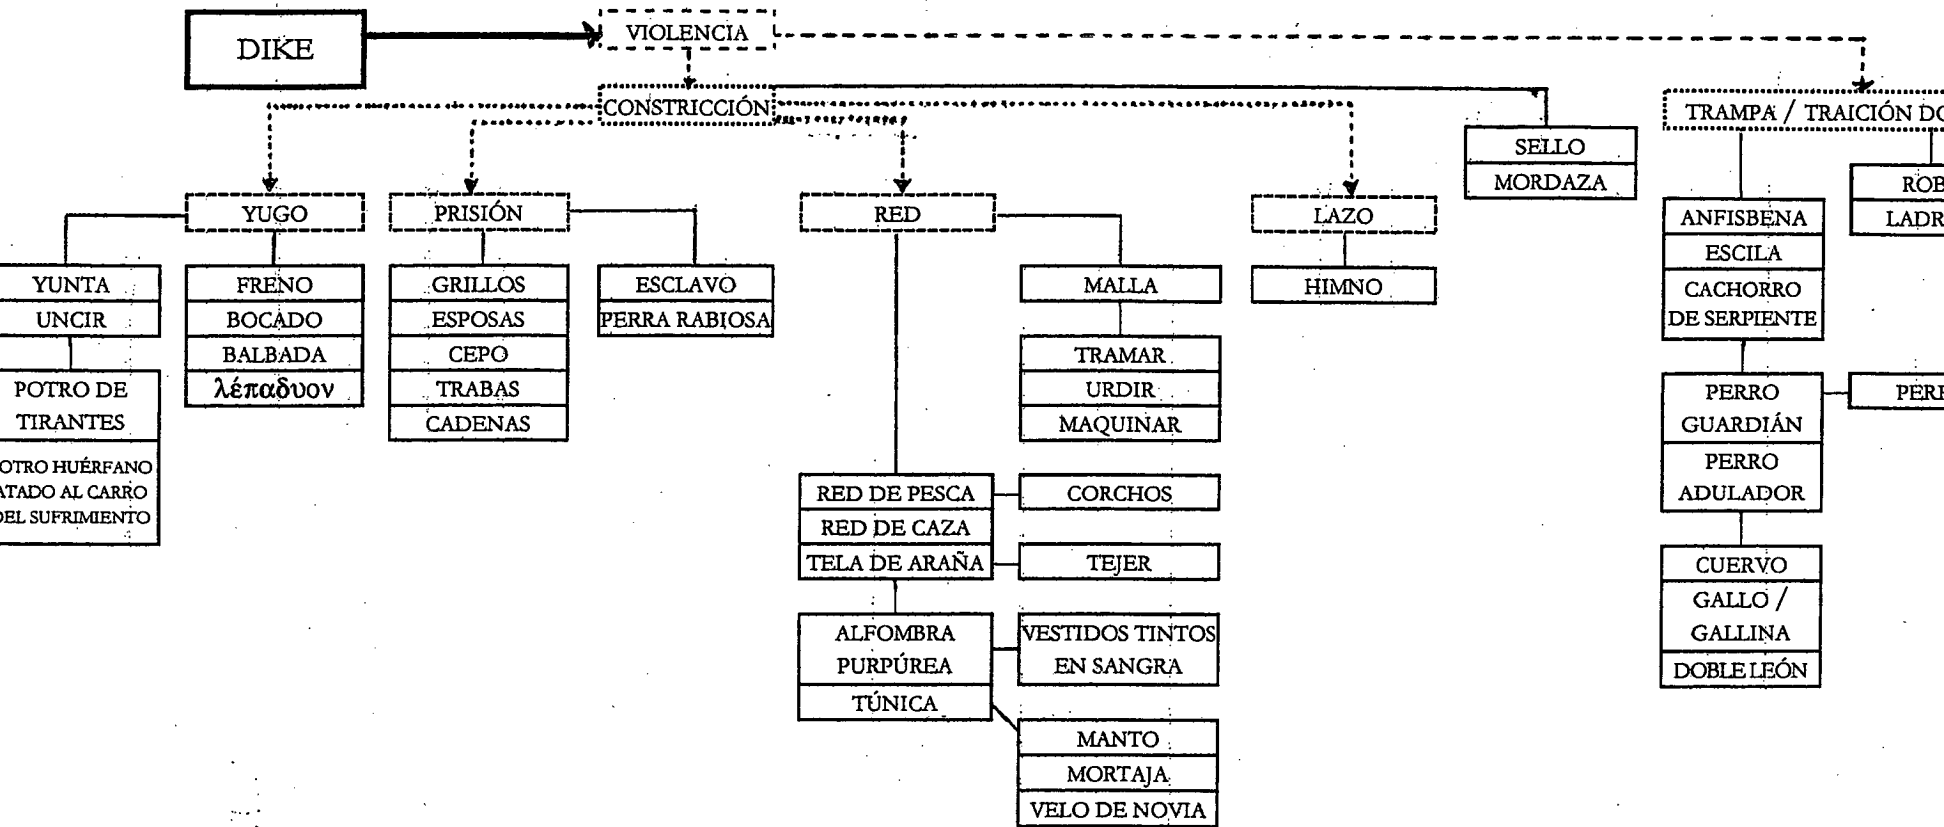 DIKE
VIOLENCIA
CONSTRICCIÓN
TRAMPA / TRAICIÓN DO
SELLO
MORDAZA
YUGO
PRISIÓN
RED
LAZO
ANFISBENA
ESCILA
CACHORRO
DE SERPIENTE
ROB
LADR
YUNTA
UNCIR
FRENO
BOCADO
BALBADA
λέπαδυον
GRILLOS
ESPOSAS
CEPO
TRABAS
CADENAS
ESCLAVO
PERRA RABIOSA
MALLA
HIMNO
TRAMAR
URDIR
MAQUINAR
POTRO DE
TIRANTES
OTRO HUÉRFANO
ATADO AL CARRO
DEL SUFRIMIENTO
PERRO
GUARDIÁN
PERRO
ADULADOR
RED DE PESCA
RED DE CAZA
TELA DE ARAÑA
CORCHOS
TEJER
ALFOMBRA
PURPÚREA
TÚNICA
VESTIDOS TINTOS
EN SANGRA
MANTO
MORTAJA
VELO DE NOVIA
CUERVO
GALLO /
GALLINA
DOBLE LEÓN